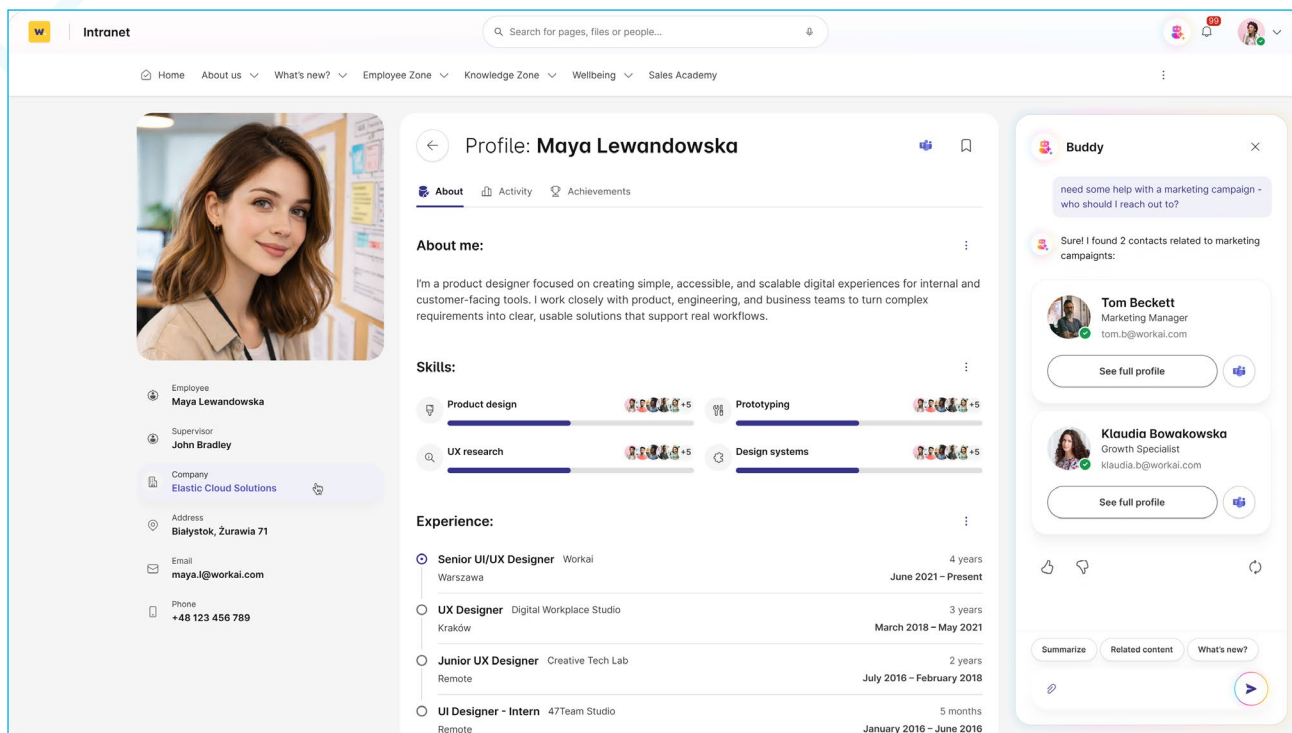 w
Intranet
Search for pages, files or people...
99
Home
About us
What's new?
Employee Zone
Knowledge Zone
Wellbeing
Sales Academy
Employee
Maya Lewandowska
Supervisor
John Bradley
Company
Elastic Cloud Solutions
Address
Białystok, Żurawia 71
Email
maya.l@workai.com
Phone
+48 123 456 789
Profile: Maya Lewandowska
About
Activity
Achievements
About me:
I'm a product designer focused on creating simple, accessible, and scalable digital experiences for internal and
customer-facing tools. I work closely with product, engineering, and business teams to turn complex
requirements into clear, usable solutions that support real workflows.
Skills:
Product design
+5
Prototyping
+5
UX research
+5
Design systems
+5
Experience:
Senior UI/UX Designer Workai 4 years
Warszawa June 2021 – Present
UX Designer Digital Workplace Studio 3 years
Kraków March 2018 – May 2021
Junior UX Designer Creative Tech Lab 2 years
Remote July 2016 – February 2018
UI Designer - Intern 47Team Studio 5 months
Remote January 2016 – June 2016
Buddy
need some help with a marketing campaign -
who should I reach out to?
Sure! I found 2 contacts related to marketing
campaignts:
Tom Beckett
Marketing Manager
tom.b@workai.com
See full profile
Klaudia Bowakowska
Growth Specialist
klaudia.b@workai.com
See full profile
Summarize
Related content
What's new?